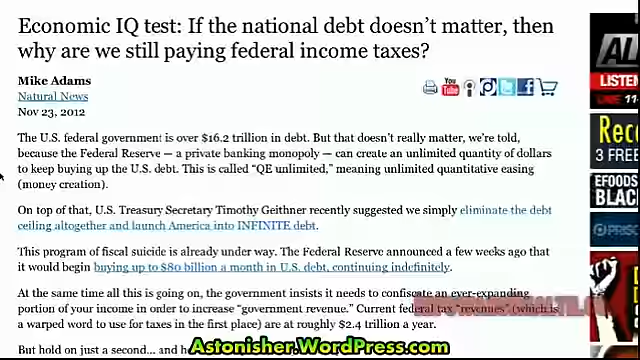 Economic IQ test: If the national debt doesn't matter, then
why are we still paying federal income taxes?
Mike Adams
Natural News
Nov 23, 2012
You
Tube
The U.S. federal government is over $16.2 trillion in debt. But that doesn't really matter, we're told,
because the Federal Reserve — a private banking monopoly — can create an unlimited quantity of dollars
to keep buying up the U.S. debt. This is called "QE unlimited," meaning unlimited quantitative easing
(money creation).
On top of that, U.S. Treasury Secretary Timothy Geithner recently suggested we simply eliminate the debt
ceiling altogether and launch America into INFINITE debt.
This program of fiscal suicide is already under way. The Federal Reserve announced a few weeks ago that
it would begin buying up to $80 billion a month in U.S. debt, continuing indefinitely.
At the same time all this is going on, the government insists it needs to confiscate an ever-expanding
portion of your income in order to increase "government revenue." Current federal tax "revenues" (which is
a warped word to use for taxes in the first place) are at roughly $2.4 trillion a year.
But hold on just a second... and
Astonisher.WordPress.com
AL
LISTEN
LIVE 11-
Rec
3 FREE
EFOODS
BLACK
PRISO